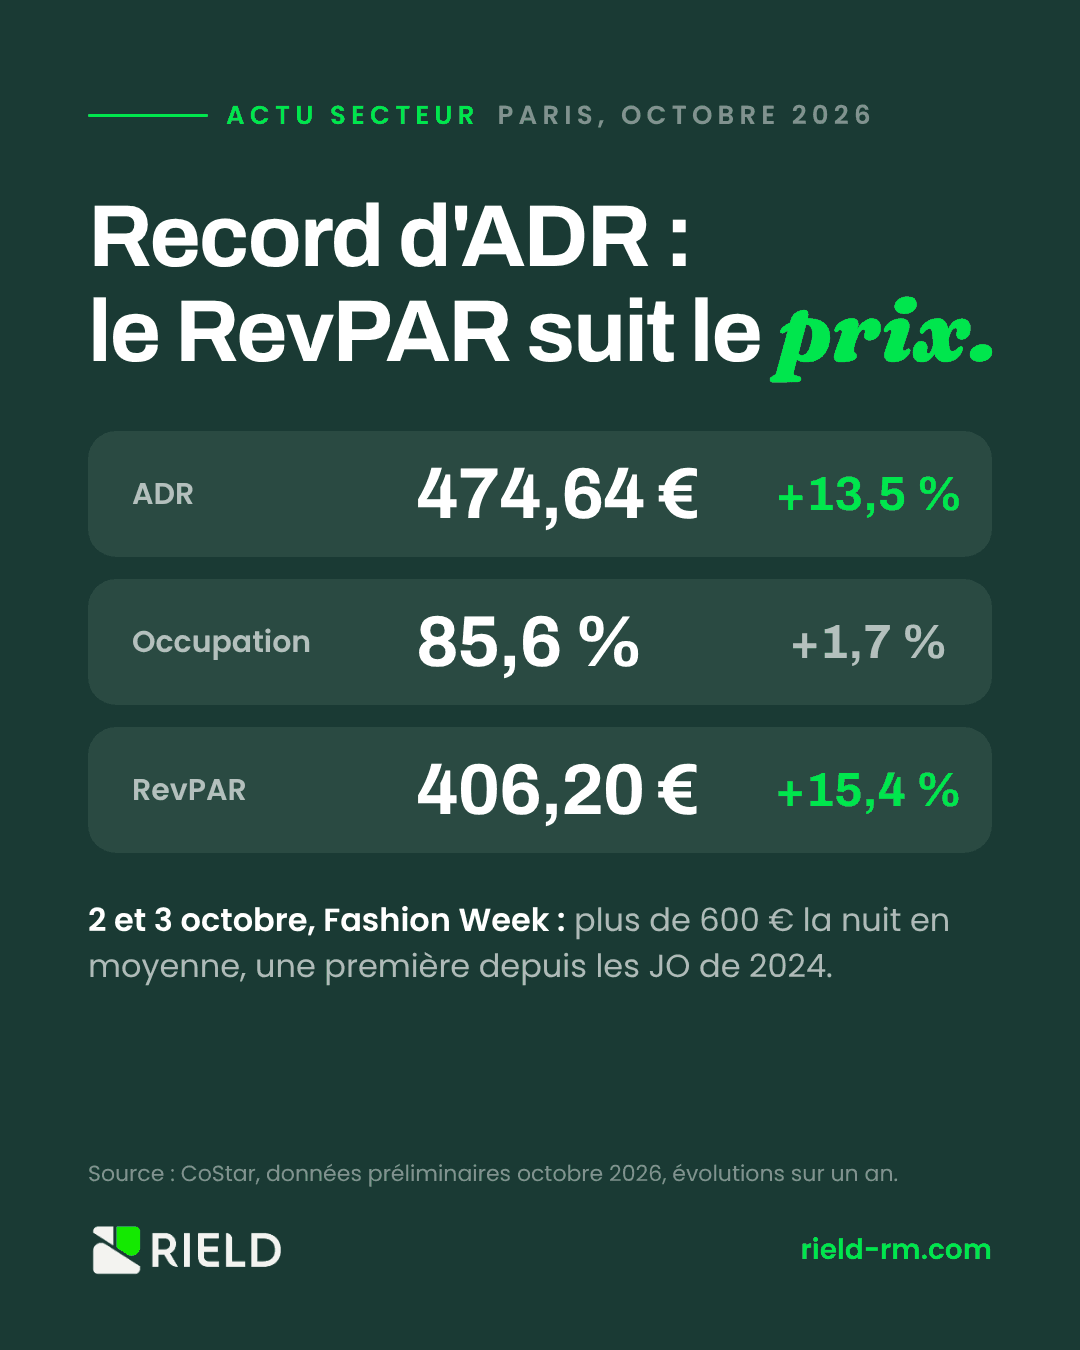 ACTU SECTEUR PARIS, OCTOBRE 2026
Record d'ADR :
le RevPAR suit le prix.
ADR 474,64 € +13,5 %
Occupation 85,6 % +1,7 %
RevPAR 406,20 € +15,4 %
2 et 3 octobre, Fashion Week : plus de 600 € la nuit en
moyenne, une première depuis les JO de 2024.
Source : CoStar, données préliminaires octobre 2026, évolutions sur un an.
RIELD rield-rm.com